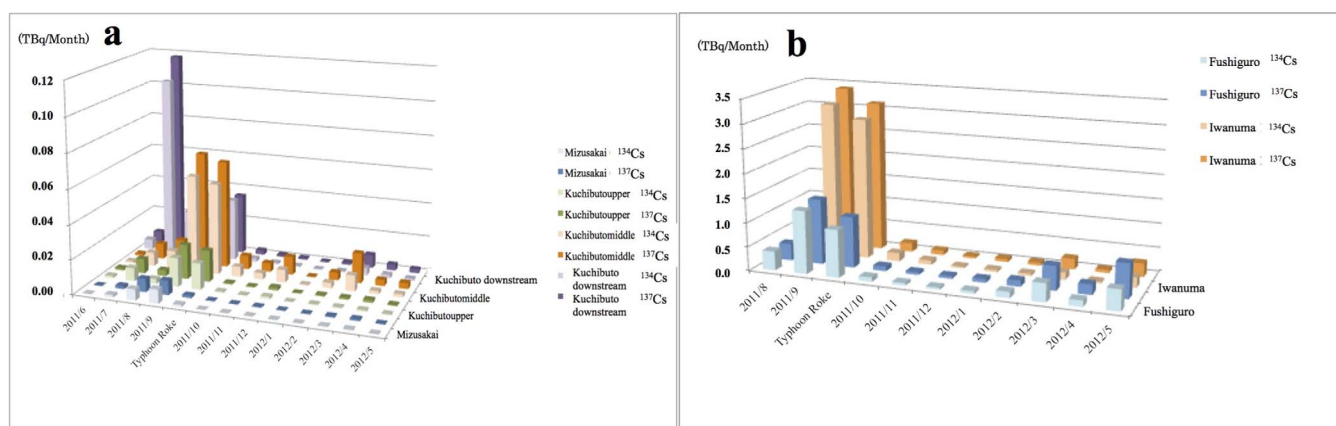 (TBq/Month)
a
0.12
0.10
0.08
0.06
0.04
0.02
0.00
2011/6
2011/7
2011/8
2011/9
Typhoon Roke
2011/10
2011/11
2011/12
2012/1
2012/2
2012/3
2012/4
2012/5
Kuchibuto downstream
Kuchibutomiddle
Kuchibutoupper
Mizusakai
Mizusakai 134Cs
Mizusakai 137Cs
Kuchibutoupper 134Cs
Kuchibutoupper 137Cs
Kuchibutomiddle 134Cs
Kuchibutomiddle 137Cs
Kuchibuto 134Cs
downstream
Kuchibuto 137Cs
downstream
(TBq/Month)
b
3.5
3.0
2.5
2.0
1.5
1.0
0.5
0.0
2011/8
2011/9
Typhoon Roke
2011/10
2011/11
2011/12
2012/1
2012/2
2012/3
2012/4
2012/5
Iwanuma
Fushiguro
Fushiguro 134Cs
Fushiguro 137Cs
Iwanuma 134Cs
Iwanuma 137Cs